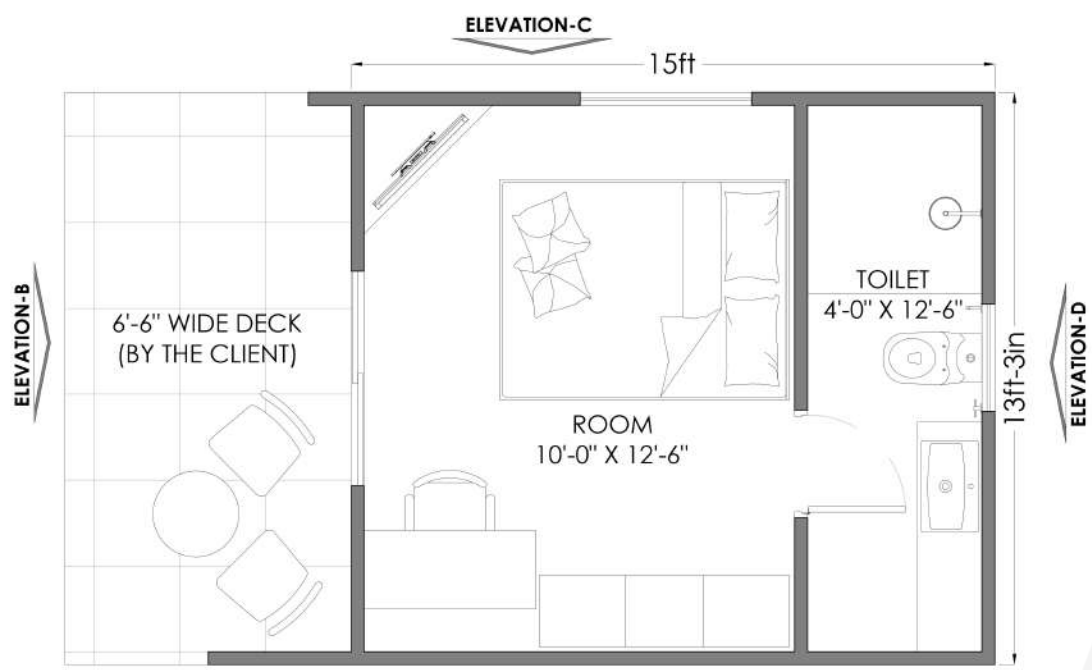 ELEVATION-C
15ft
ELEVATION-B
6'-6" WIDE DECK
(BY THE CLIENT)
TOILET
4'-0" X 12'-6"
ROOM
10'-0" X 12'-6"
13ft-3in
ELEVATION-D